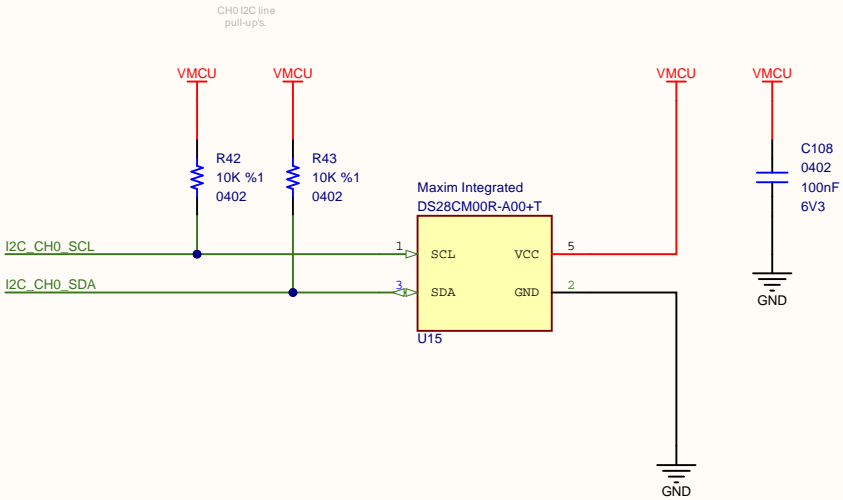 CH0 I2C line
pull-up's.
VMCU
VMCU
VMCU
VMCU
R42
10K %1
0402
R43
10K %1
0402
C108
0402
100nF
6V3
Maxim Integrated
DS28CM00R-A00+T
I2C_CH0_SCL
1
SCL
VCC
5
I2C_CH0_SDA
3
SDA
GND
2
U15
GND
GND